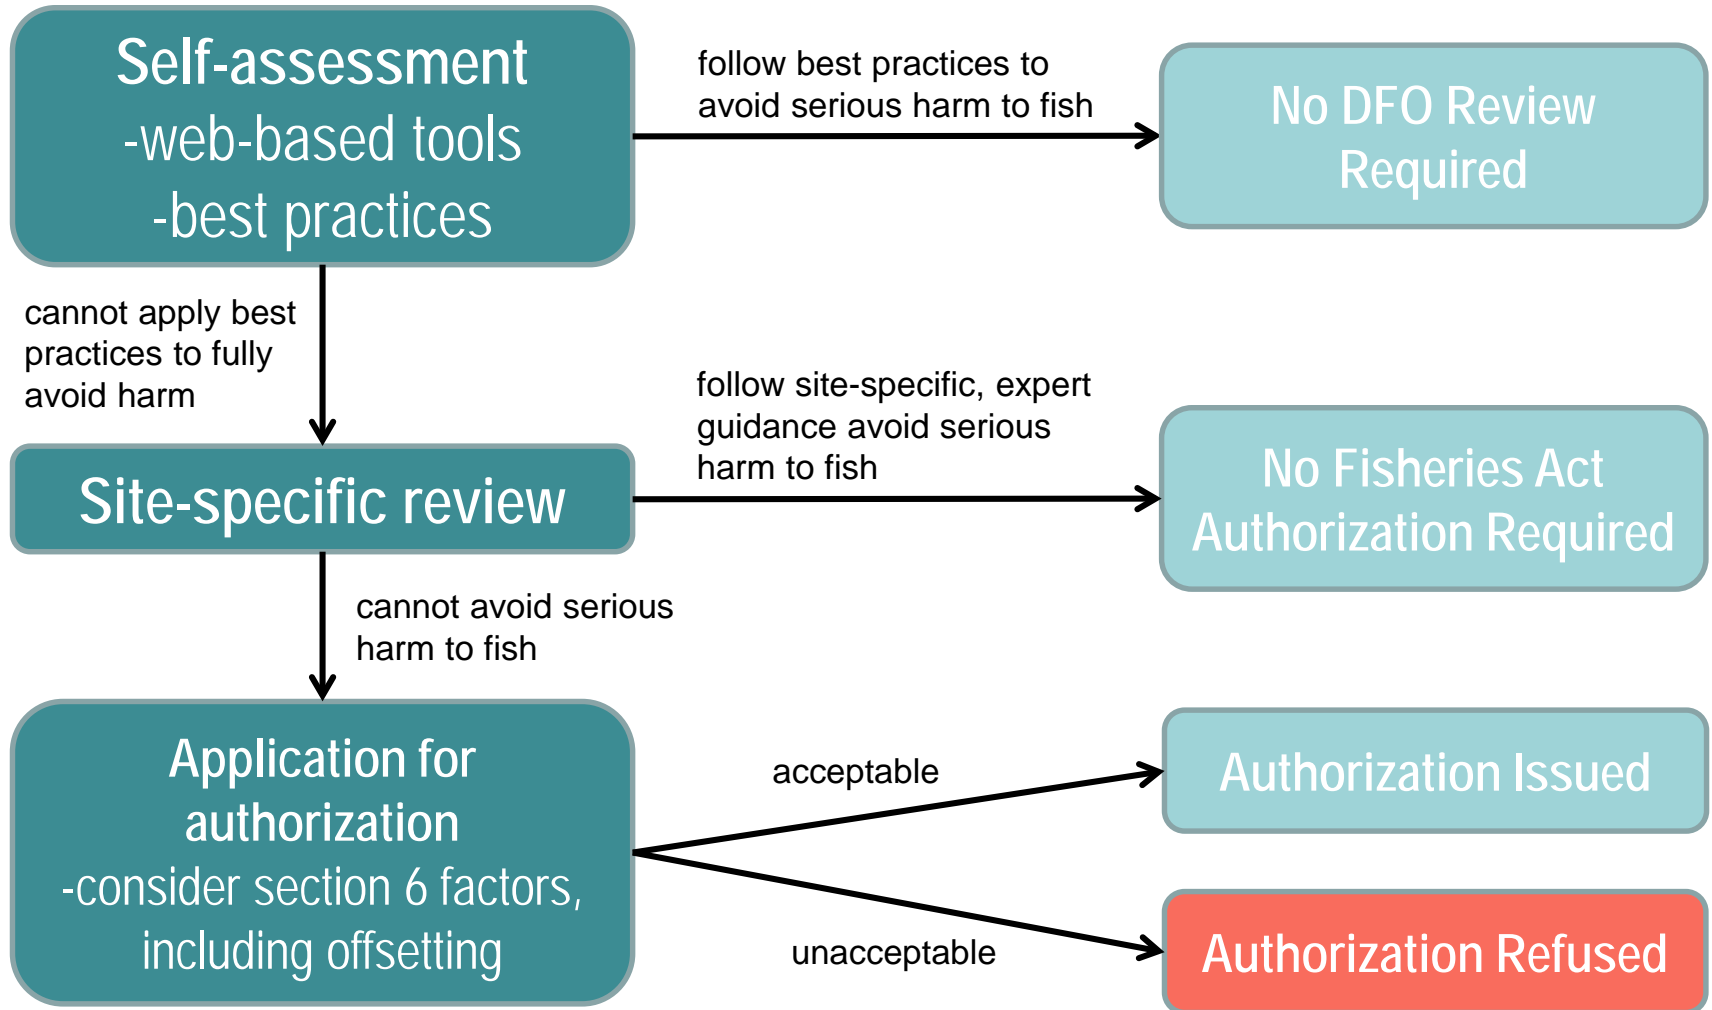 Self-assessment
-web-based tools
-best practices
follow best practices to
avoid serious harm to fish
No DFO Review
Required
cannot apply best
practices to fully
avoid harm
Site-specific review
follow site-specific, expert
guidance avoid serious
harm to fish
No Fisheries Act
Authorization Required
cannot avoid serious
harm to fish
Application for
authorization
-consider section 6 factors,
including offsetting
acceptable
Authorization Issued
unacceptable
Authorization Refused